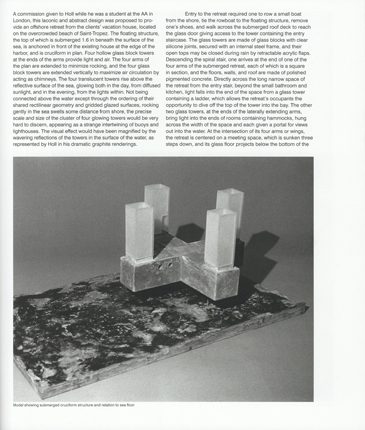 A commission given to Holl while he was a student at the AA in
London, this laconic and abstract design was proposed to pro-
vide an offshore retreat from the clients' vacation house, located
on the overcrowded beach of Saint-Tropez. The floating structure,
the top of which is submerged 1.6 m beneath the surface of the
sea, is anchored in front of the existing house at the edge of the
harbor, and is cruciform in plan. Four hollow glass block towers
at the ends of the arms provide light and air. The four arms of
the plan are extended to minimize rocking, and the four glass
block towers are extended vertically to maximize air circulation by
acting as chimneys. The four translucent towers rise above the
reflective surface of the sea, glowing both in the day, from diffused
sunlight, and in the evening, from the lights within. Not being
connected above the water except through the ordering of their
shared rectilinear geometry and gridded glazed surfaces, rocking
gently in the sea swells some distance from shore, the precise
scale and size of the cluster of four glowing towers would be very
hard to discern, appearing as a strange intertwining of buoys and
lighthouses. The visual effect would have been magnified by the
wavering reflections of the towers in the surface of the water, as
represented by Holl in his dramatic graphite renderings.
Entry to the retreat required one to row a small boat
from the shore, tie the rowboat to the floating structure, remove
one's shoes, and walk across the submerged roof deck to reach
the glass door giving access to the tower containing the entry
staircase. The glass towers are made of glass blocks with clear
silicone joints, secured with an internal steel frame, and their
open tops may be closed during rain by retractable acrylic flaps.
Descending the spiral stair, one arrives at the end of one of the
four arms of the submerged retreat, each of which is a square
in section, and the floors, walls, and roof are made of polished
pigmented concrete. Directly across the long narrow space of
the retreat from the entry stair, beyond the small bathroom and
kitchen, light falls into the end of the space from a glass tower
containing a ladder, which allows the retreat's occupants the
opportunity to dive off the top of the tower into the bay. The other
two glass towers, at the ends of the laterally extending arms,
bring light into the ends of rooms containing hammocks, hung
across the width of the space and each given a portal for views
out into the water. At the intersection of its four arms or wings,
the retreat is centered on a meeting space, which is sunken three
steps down, and its glass floor projects below the bottom of the
Model showing submerged cruciform structure and relation to sea floor